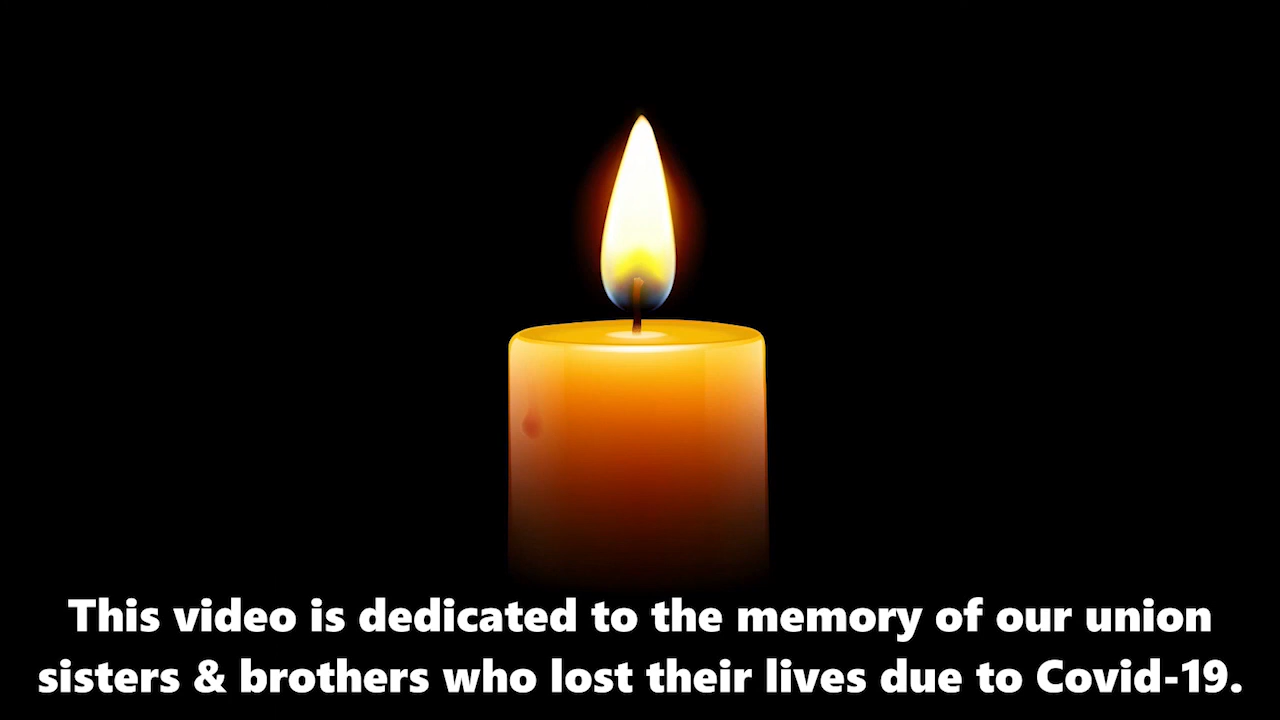 This video is dedicated to the memory of our union
sisters & brothers who lost their lives due to Covid-19.